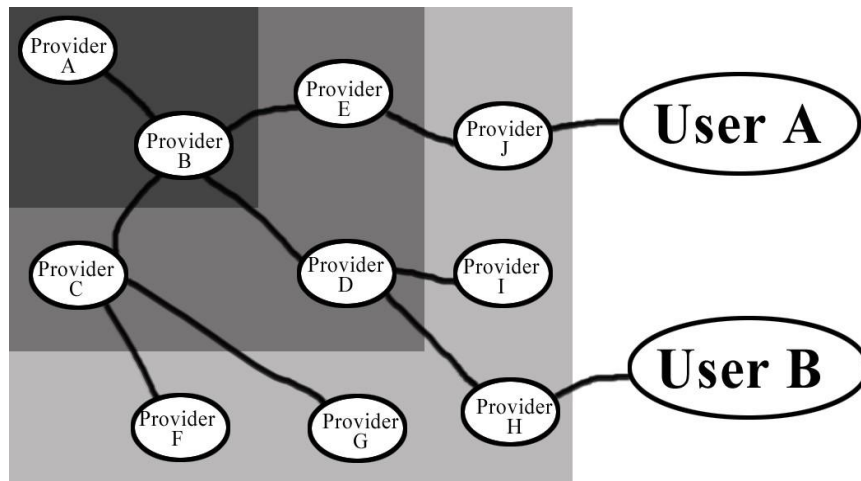 Provider
A
Provider
B
Provider
E
Provider
J
User A
Provider
C
Provider
D
Provider
I
User B
Provider
F
Provider
G
Provider
H